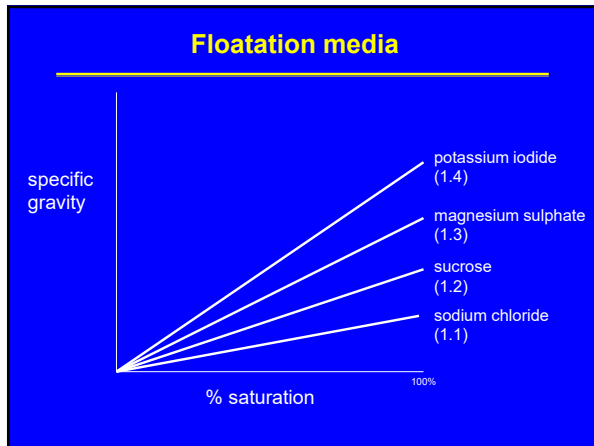 Floatation media
specific
gravity
potassium iodide
(1.4)
magnesium sulphate
(1.3)
sucrose
(1.2)
sodium chloride
(1.1)
100%
% saturation